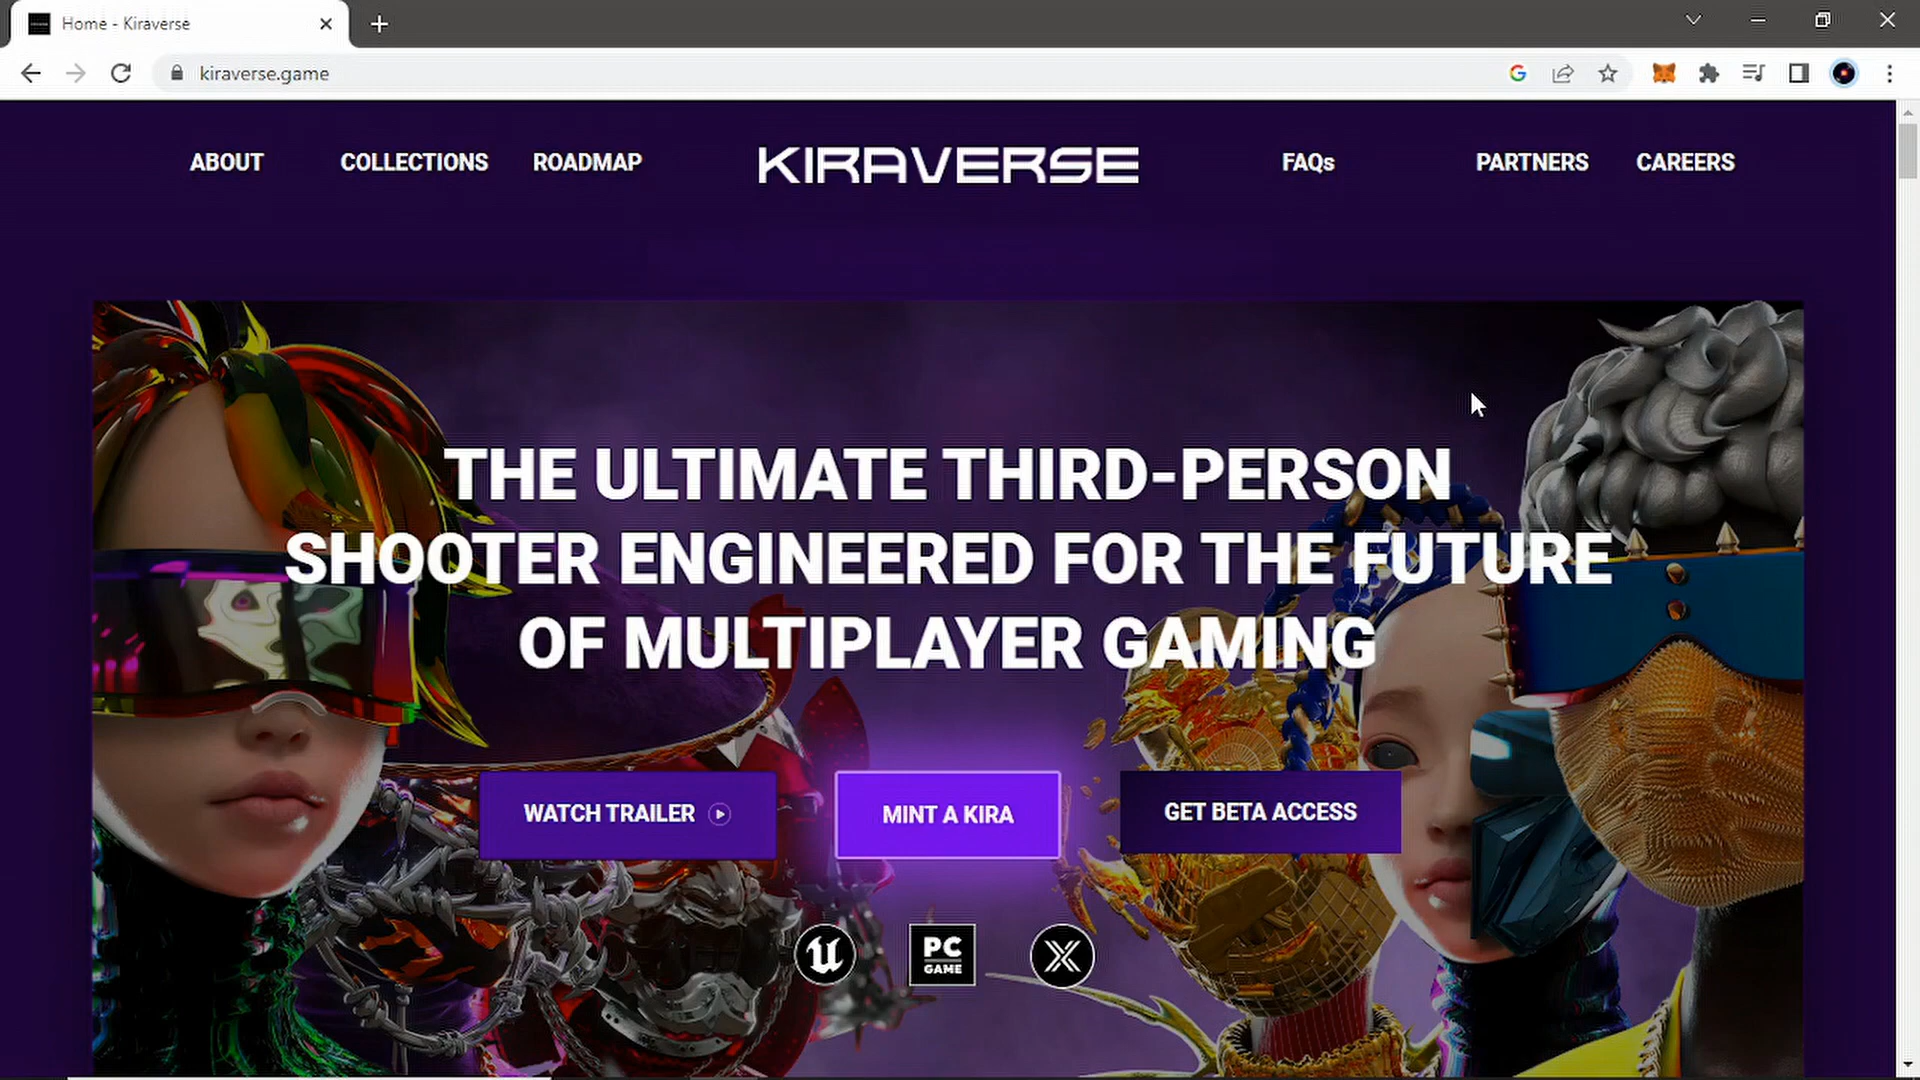 Home - Kiraverse
kiraverse.game
ABOUT COLLECTIONS ROADMAP KIRAVERSE FAQs PARTNERS CAREERS
THE ULTIMATE THIRD-PERSON
SHOOTER ENGINEERED FOR THE FUTURE
OF MULTIPLAYER GAMING
WATCH TRAILER MINT A KIRA GET BETA ACCESS
PC
GAME